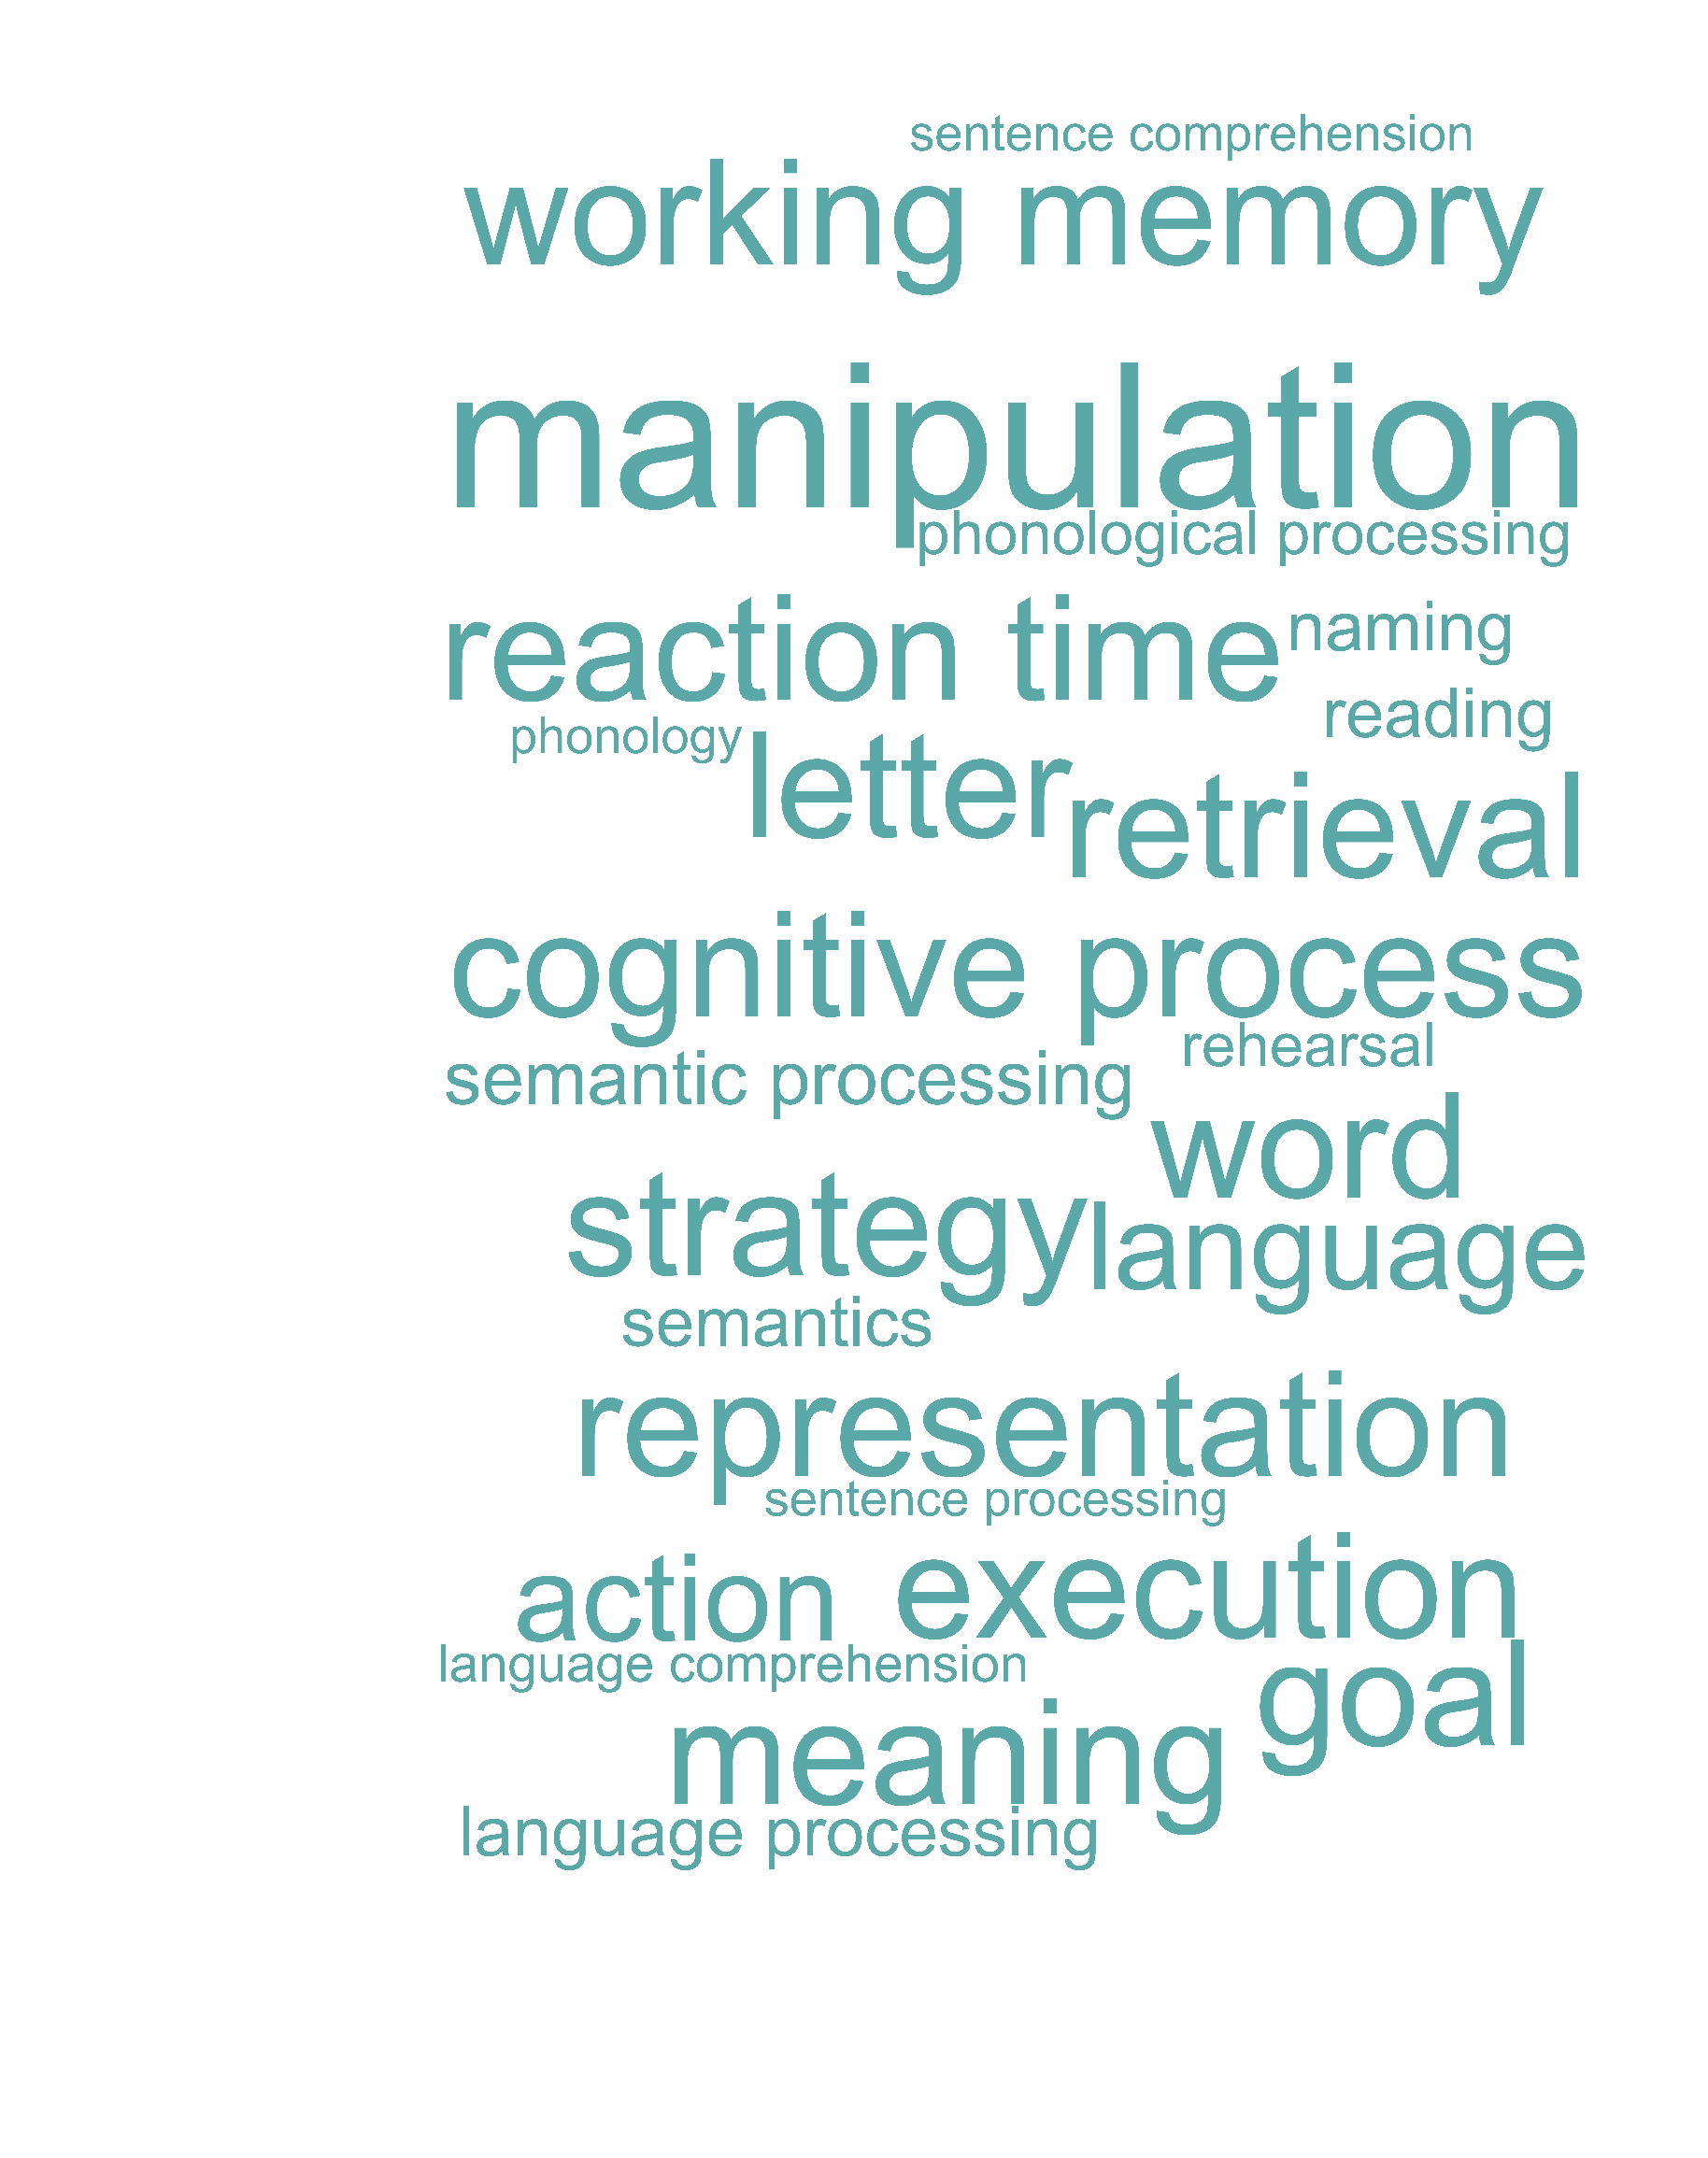 sentence comprehension
working memory
manipulation
phonological processing
reaction time
naming
reading
phonology
letter
retrieval
cognitive process
rehearsal
semantic processing
word
strategy
language
semantics
representation
sentence processing
action
execution
language comprehension
goal
meaning
language processing